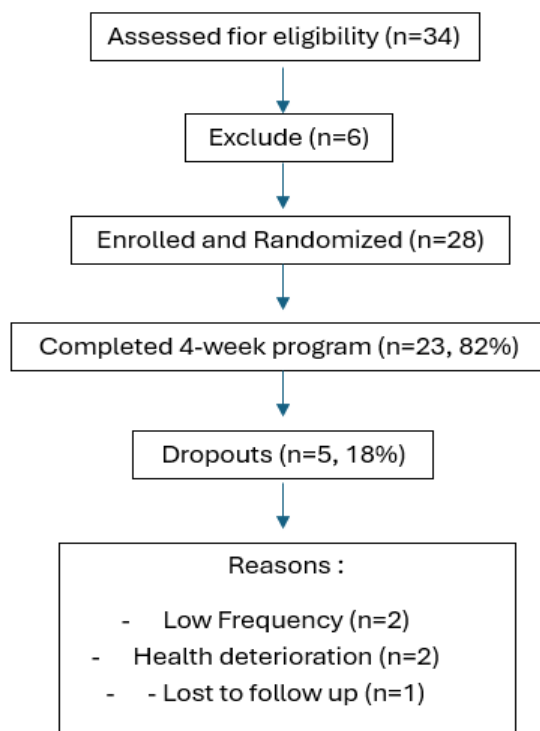 Assessed fior eligibility (n=34)
Exclude (n=6)
Enrolled and Randomized (n=28)
Completed 4-week program (n=23, 82%)
Dropouts (n=5, 18%)
Reasons :
- Low Frequency (n=2)
- Health deterioration (n=2)
- - Lost to follow up (n=1)